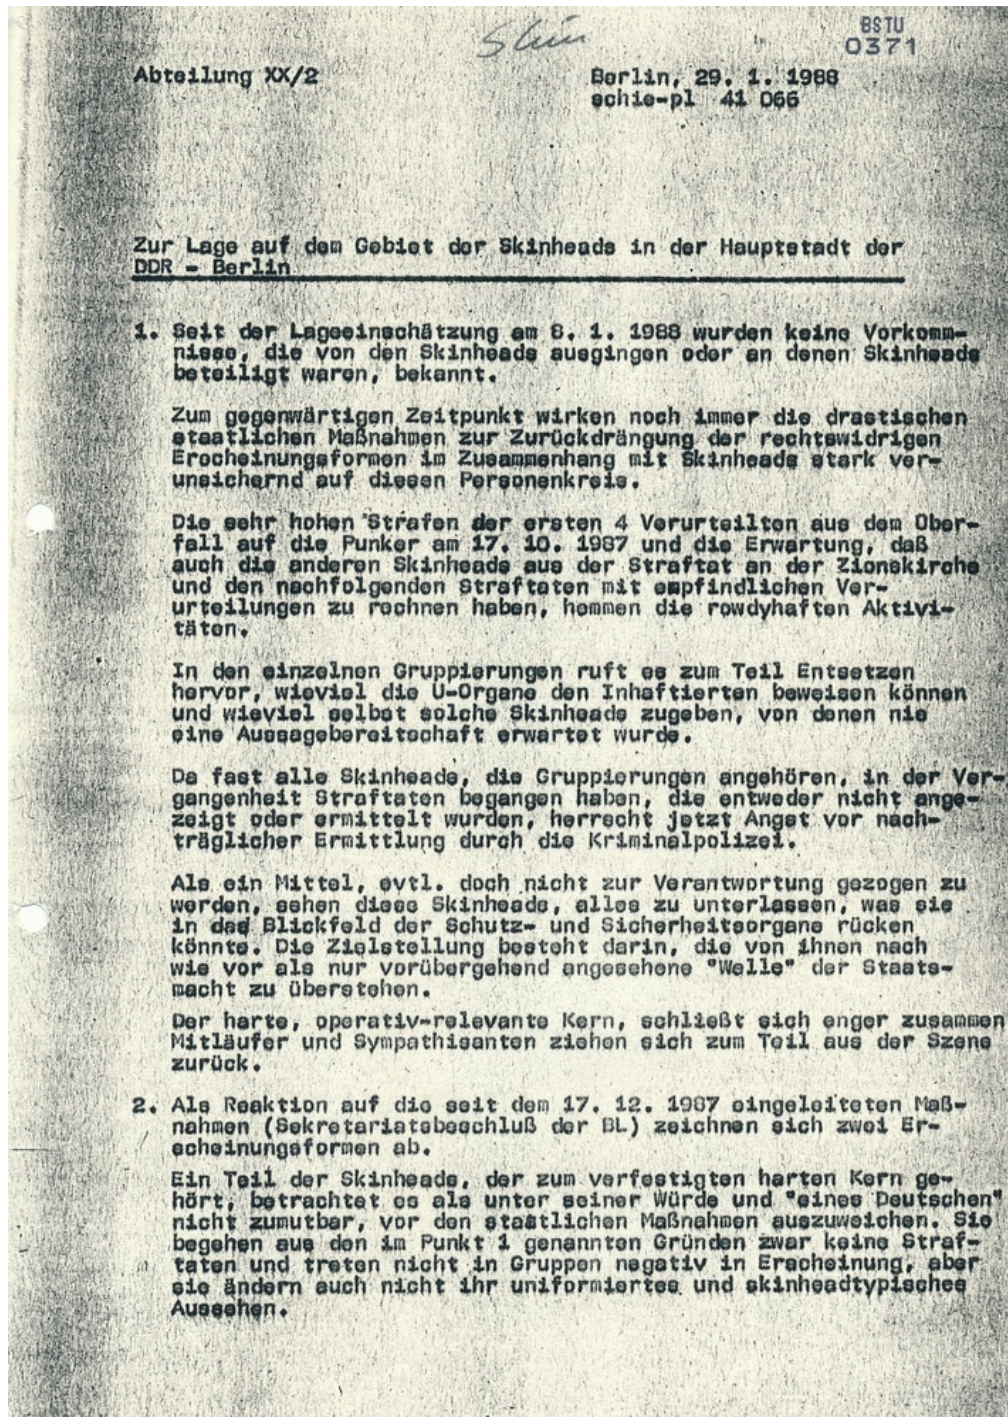 Skin
BSTU
0371
Abteilung XX/2
Berlin, 29. 1. 1988
schie-pl 41 066
Zur Lage auf dem Gebiet der Skinheads in der Hauptstadt der
DDR - Berlin
1. Seit der Lageeinschätzung am 8. 1. 1988 wurden keine Vorkomm-
nisse, die von den Skinheads ausgingen oder an denen Skinheads
beteiligt waren, bekannt.
Zum gegenwärtigen Zeitpunkt wirken noch immer die drastischen
staatlichen Maßnahmen zur Zurückdrängung der rechtswidrigen
Erscheinungsformen im Zusammenhang mit Skinheads stark ver-
unsichernd auf diesen Personenkreis.
Die sehr hohen Strafen der ersten 4 Verurteilten aus dem Über-
fall auf die Punker am 17. 10. 1987 und die Erwartung, daß
auch die anderen Skinheads aus der Straftat an der Zionskirche
und den nachfolgenden Straftaten mit empfindlichen Ver-
urteilungen zu rechnen haben, hemmen die rowdyhaften Aktivi-
täten.
In den einzelnen Gruppierungen ruft es zum Teil Entsetzen
hervor, wieviel die U-Organe den Inhaftierten beweisen können
und wieviel selbst solche Skinheads zugeben, von denen nie
eine Aussagebereitschaft erwartet wurde.
Da fast alle Skinheads, die Gruppierungen angehören, in der Ver-
gangenheit Straftaten begangen haben, die entweder nicht ange-
zeigt oder ermittelt wurden, herrscht jetzt Angst vor nach-
träglicher Ermittlung durch die Kriminalpolizei.
Als ein Mittel, evtl. doch nicht zur Verantwortung gezogen zu
werden, sehen diese Skinheads, alles zu unterlassen, was sie
in das Blickfeld der Schutz- und Sicherheitsorgane rücken
könnte. Die Zielstellung besteht darin, die von ihnen nach
wie vor als nur vorübergehend angesehene "Welle" der Staats-
macht zu überstehen.
Der harte, operativ-relevante Kern, schließt sich enger zusammen
Mitläufer und Sympathisanten ziehen sich zum Teil aus der Szene
zurück.
2. Als Reaktion auf die seit dem 17. 12. 1987 eingeleiteten Maß-
nahmen (Sekretariatsbeschluß der BL) zeichnen sich zwei Er-
scheinungsformen ab.
Ein Teil der Skinheads, der zum verfestigten harten Kern ge-
hört, betrachtet es als unter seiner Würde und "eines Deutschen"
nicht zumutbar, vor den staatlichen Maßnahmen auszuweichen. Sie
begehen aus den im Punkt 1 genannten Gründen zwar keine Straf-
taten und treten nicht in Gruppen negativ in Erscheinung, aber
sie ändern auch nicht ihr uniformiertes und skinheadtypisches
Aussehen.